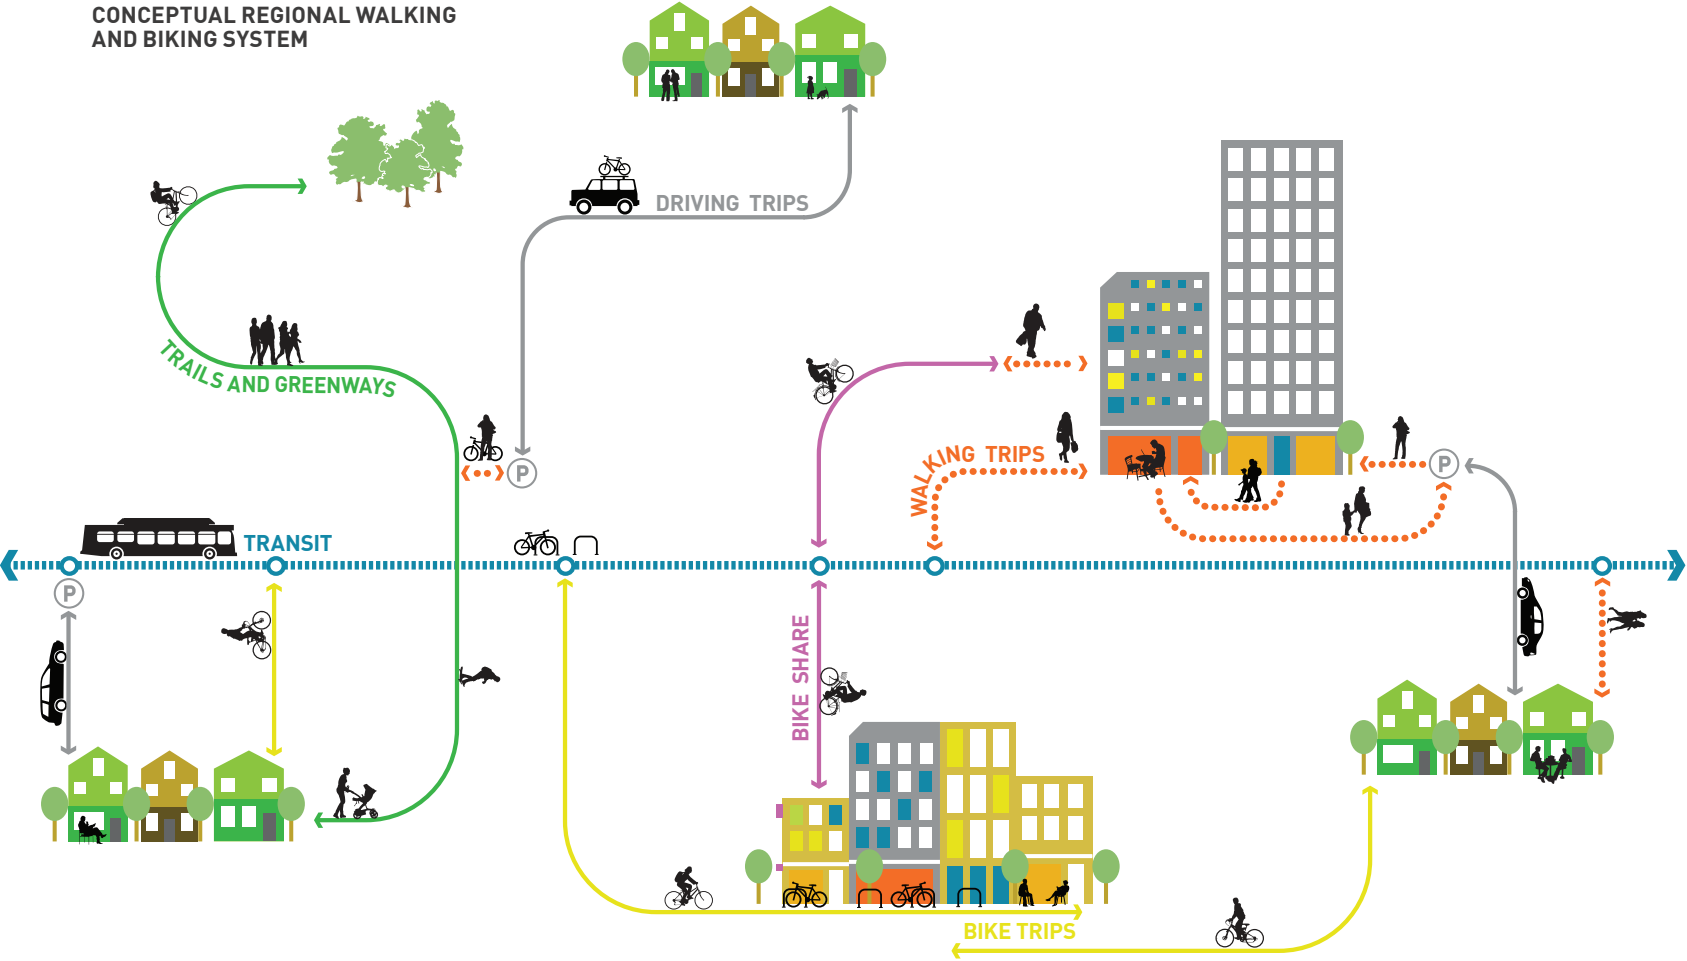 CONCEPTUAL REGIONAL WALKING
AND BIKING SYSTEM
DRIVING TRIPS
TRAILS AND GREENWAYS
WALKING TRIPS
P
P
TRANSIT
P
BIKE SHARE
BIKE TRIPS